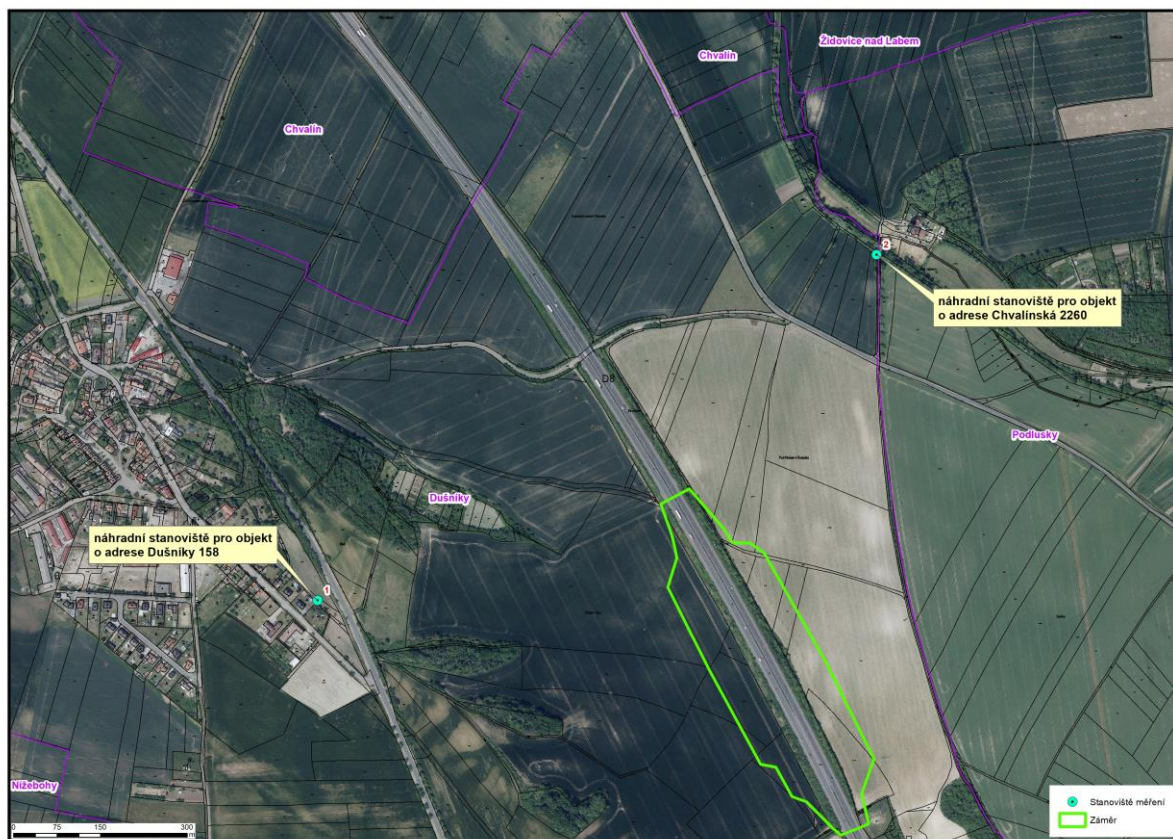 Židovice nad Labem
Chvalín
Chvalín
2
náhradní stanoviště pro objekt
o adrese Chvalínská 2260
D8
Podlusky
Dušníky
náhradní stanoviště pro objekt
o adrese Dušníky 158
1
Nížebohy
Stanoviště měření
Záměr
0 75 150 300
m